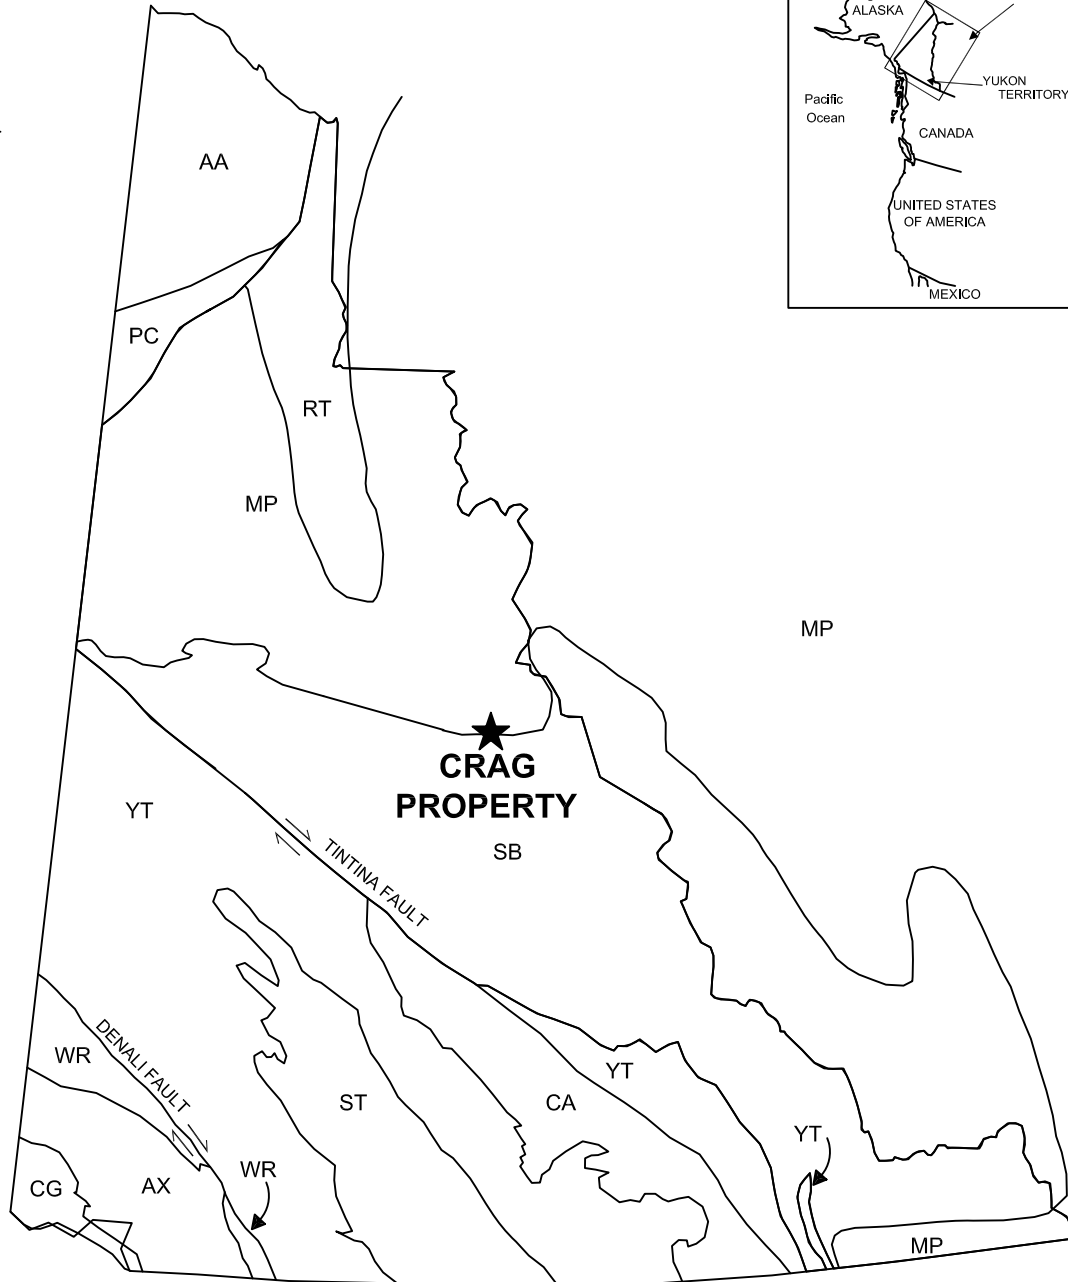 ALASKA
YUKON
TERRITORY
Pacific
Ocean
CANADA
UNITED STATES
OF AMERICA
MEXICO
AA
PC
RT
MP
MP
CRAG
PROPERTY
YT
SB
TINTINA FAULT
DENALI FAULT
WR
YT
ST
CA
YT
WR
CG
AX
MP